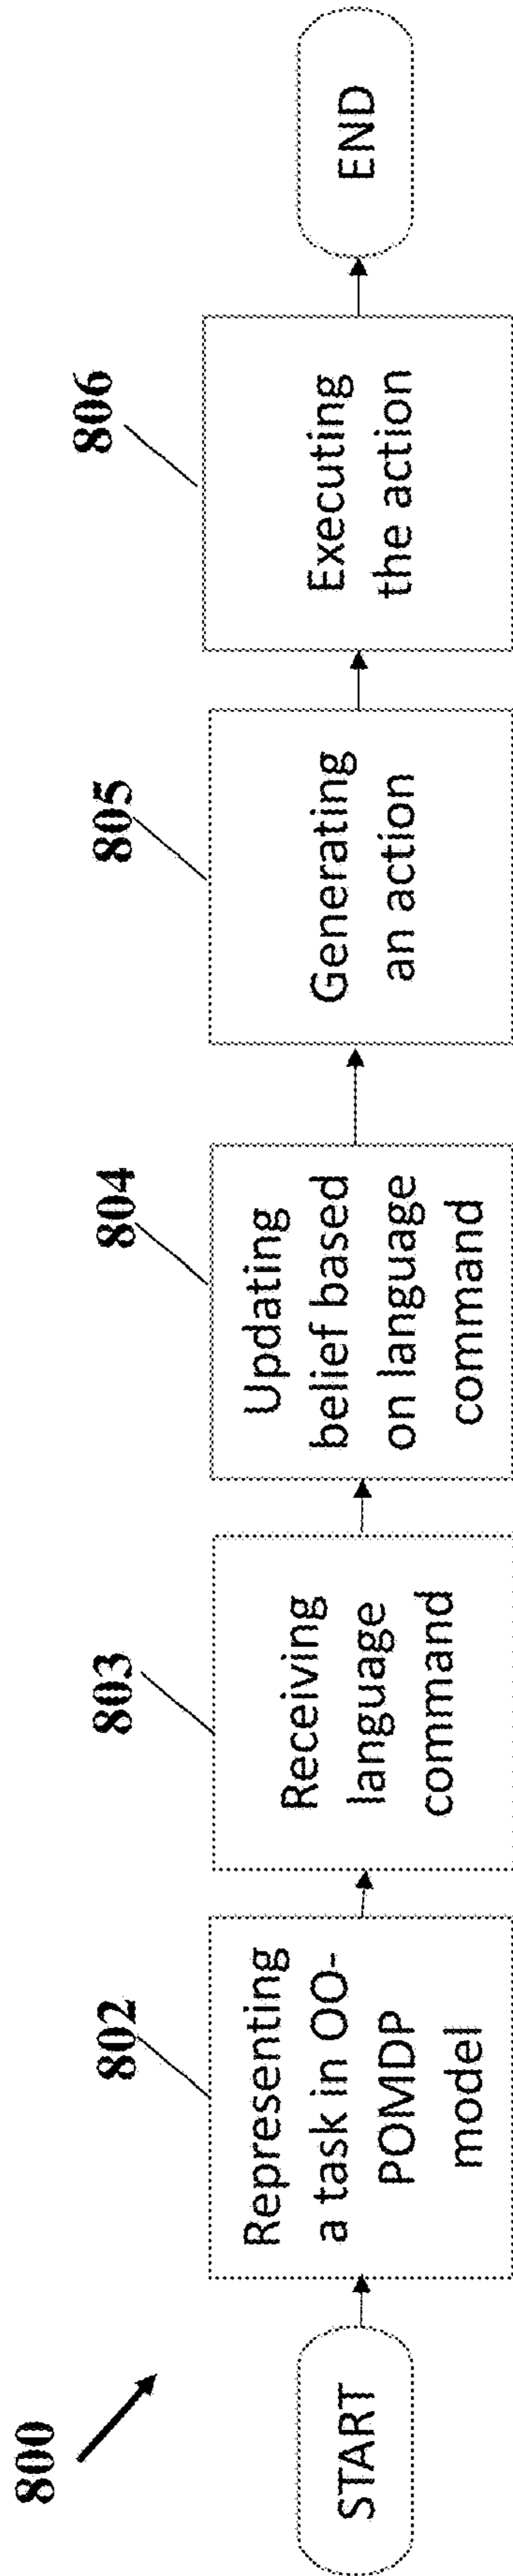 800
START
802
Representing
a task in OO-
POMDP
model
803
Receiving
language
command
804
Updating
belief based
on language
command
805
Generating
an action
806
Executing
the action
END